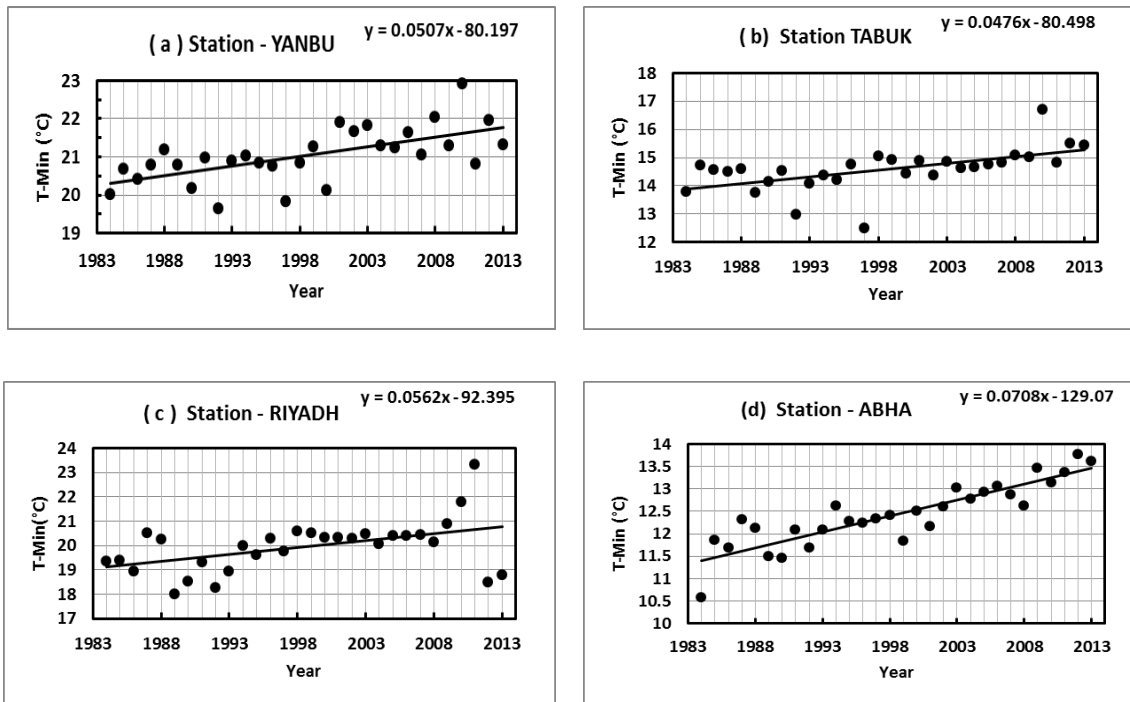 ( a ) Station - YANBU
y = 0.0507x - 80.197
T-Min (°C)
23
22
21
20
19
1983 1988 1993 1998 2003 2008 2013
Year
( b ) Station TABUK
y = 0.0476x - 80.498
T-Min (°C)
18
17
16
15
14
13
12
1983 1988 1993 1998 2003 2008 2013
Year
( c ) Station - RIYADH
y = 0.0562x - 92.395
T-Min(°C)
24
23
22
21
20
19
18
17
1983 1988 1993 1998 2003 2008 2013
Year
(d) Station - ABHA
y = 0.0708x - 129.07
T-Min (°C)
14
13.5
13
12.5
12
11.5
11
10.5
10
1983 1988 1993 1998 2003 2008 2013
Year